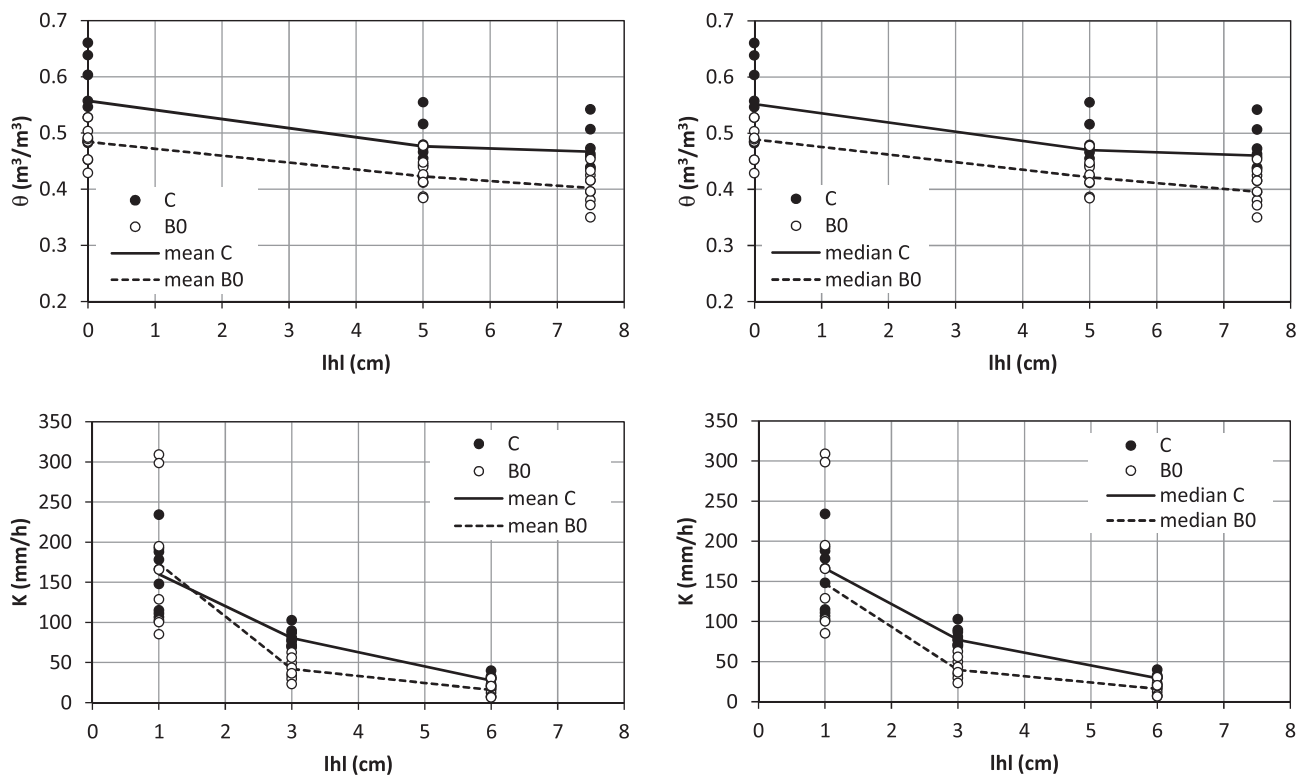 0.7
0.6
0.5
0.4
0.3
0.2
θ (m³/m³)
C
B0
mean C
mean B0
0 1 2 3 4 5 6 7 8
lhl (cm)
0.7
0.6
0.5
0.4
0.3
0.2
θ (m³/m³)
C
B0
median C
median B0
0 1 2 3 4 5 6 7 8
lhl (cm)
350
300
250
200
150
100
50
0
K (mm/h)
C
B0
mean C
mean B0
0 1 2 3 4 5 6 7 8
lhl (cm)
350
300
250
200
150
100
50
0
K (mm/h)
C
B0
median C
median B0
0 1 2 3 4 5 6 7 8
lhl (cm)